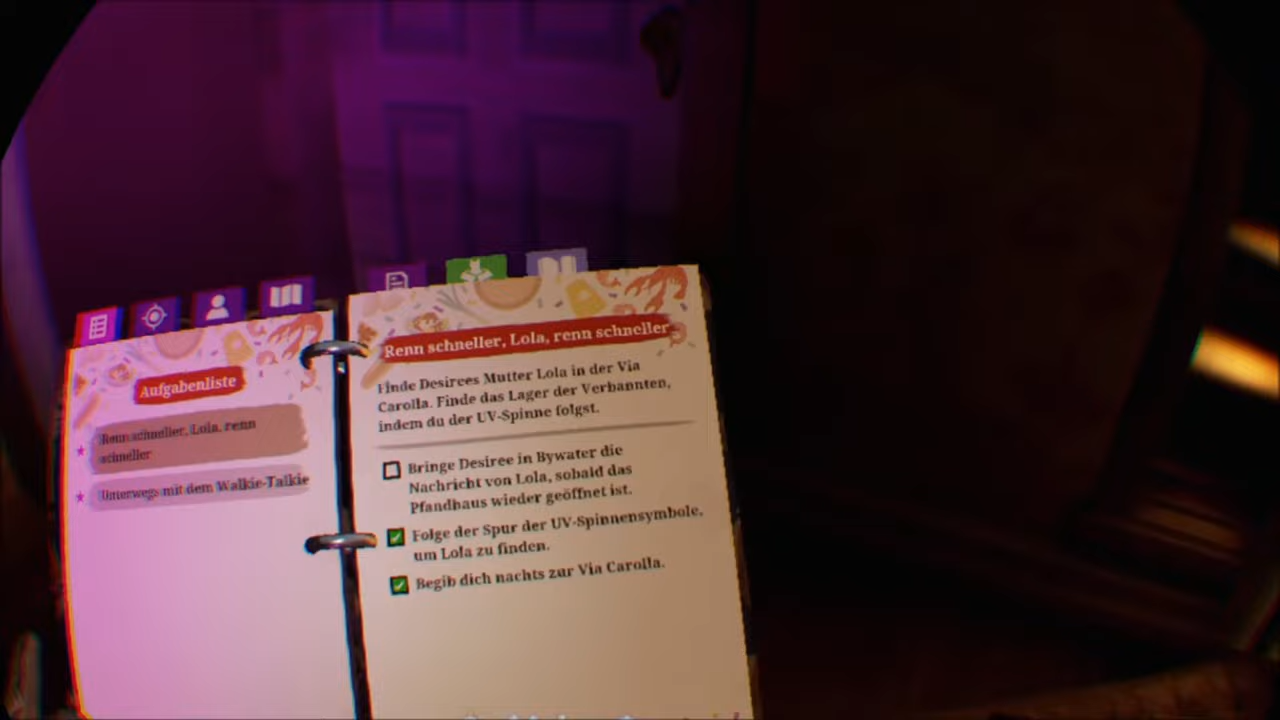 Aufgabenliste
Renn schneller, Lola, renn
schneller
Unterwegs mit dem Walkie-Talkie
Renn schneller, Lola, renn schneller
Finde Desirees Mutter Lola in der Via
Carolla. Finde das Lager der Verbannten,
indem du der UV-Spinne folgst.
Bringe Desiree in Bywater die
Nachricht von Lola, sobald das
Pfandhaus wieder geöffnet ist.
Folge der Spur der UV-Spinnensymbole,
um Lola zu finden.
Begib dich nachts zur Via Carolla.